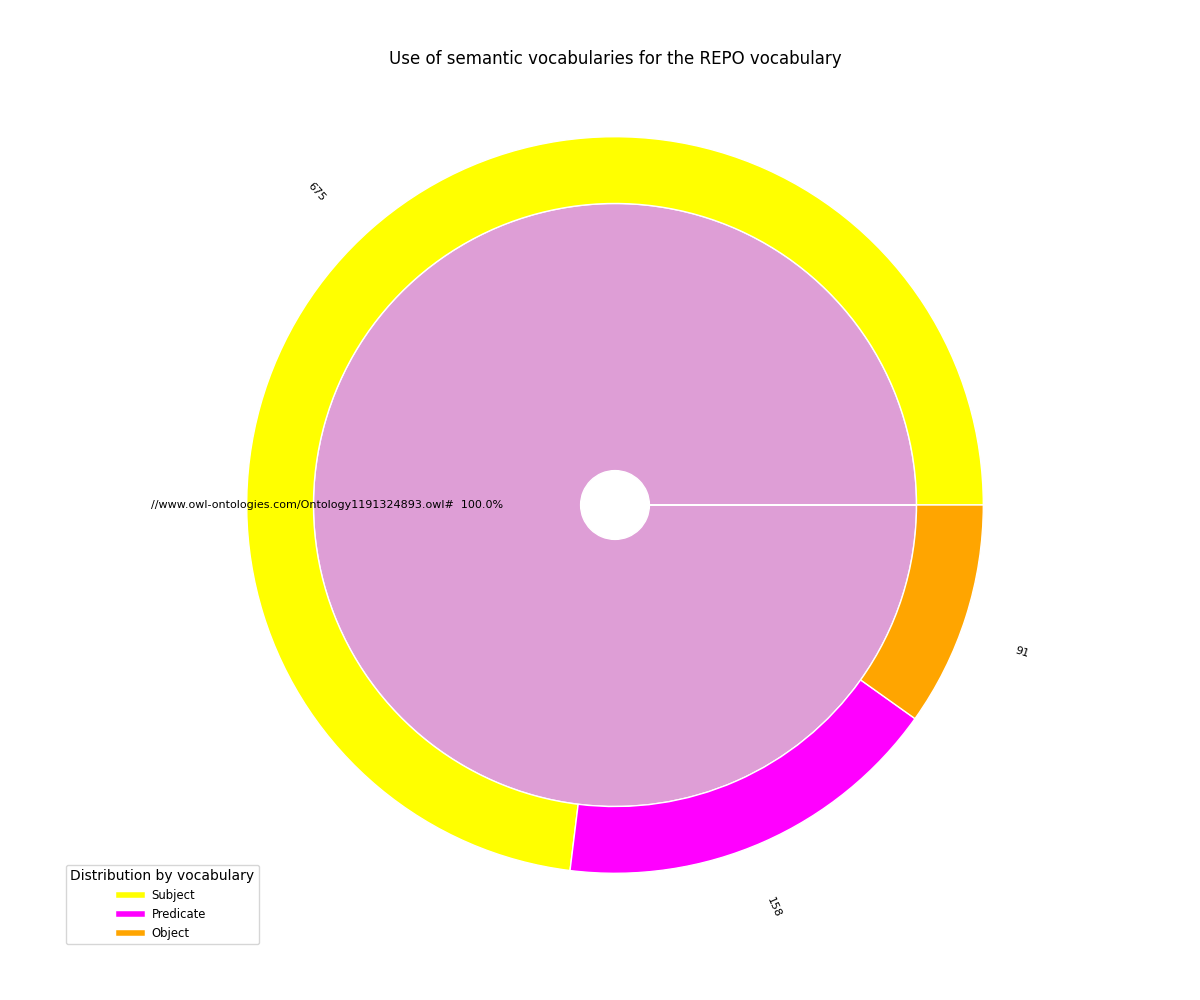 Use of semantic vocabularies for the REPO vocabulary
675
//www.owl-ontologies.com/Ontology1191324893.owl#  100.0%
91
158
Distribution by vocabulary
Subject
Predicate
Object